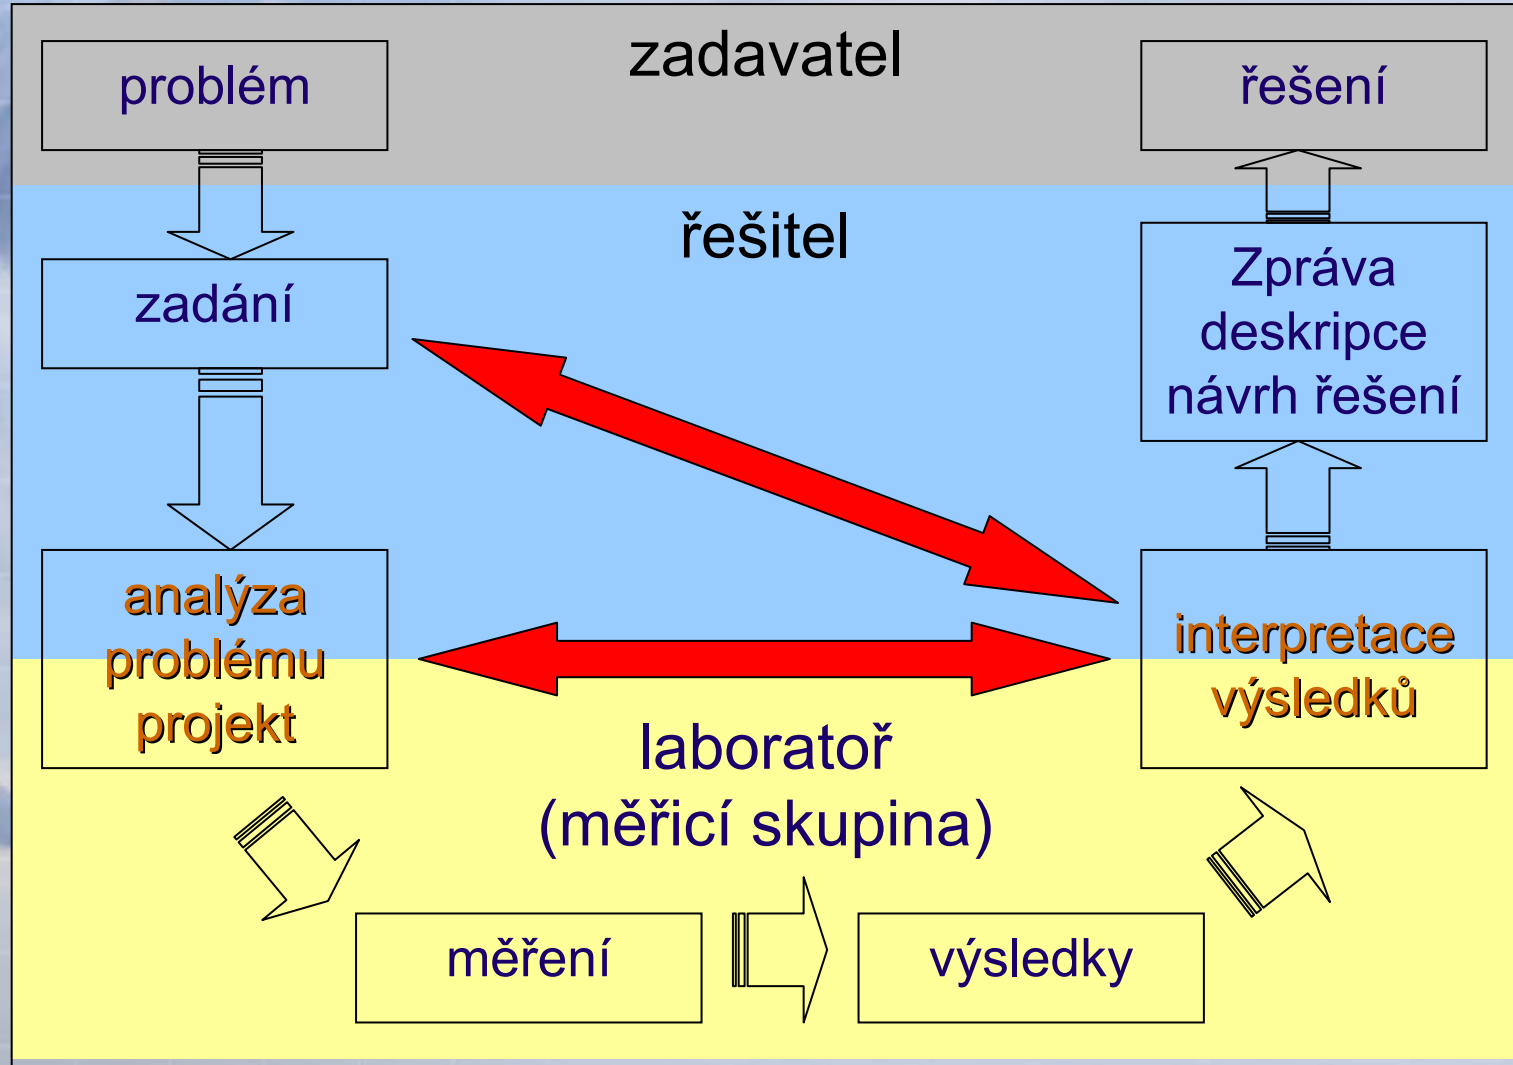 zadavatel
problém
řešení
řešitel
zadání
Zpráva
deskripce
návrh řešení
analýza
problému
projekt
interpretace
výsledků
laboratoř
(měřicí skupina)
měření
výsledky